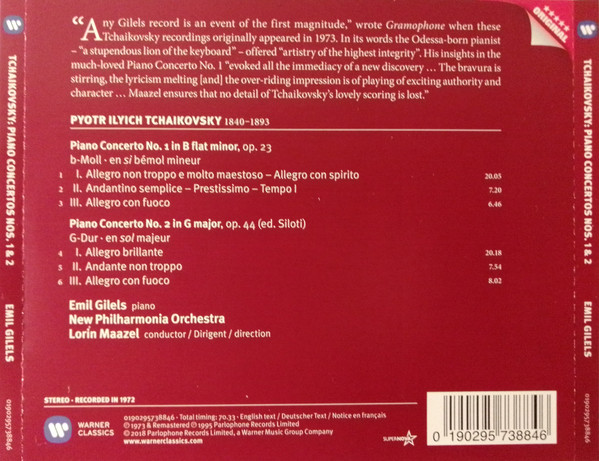 “Any Gilels record is an event of the first magnitude,” wrote Gramophone when these
Tchaikovsky recordings originally appeared in 1973. In its words the Odessa-born pianist
– “a stupendous lion of the keyboard” – offered “artistry of the highest integrity”. His insights in the
much-loved Piano Concerto No. 1 “evoked all the immediacy of a new discovery ... The bravura is
stirring, the lyricism melting [and] the over-riding impression is of playing of exciting authority and
character ... Maazel ensures that no detail of Tchaikovsky’s lovely scoring is lost.”
ORIGINAL
PYOTR ILYICH TCHAIKOVSKY 1840–1893
Piano Concerto No. 1 in B flat minor, op. 23
b-Moll · en si bémol mineur
1 I. Allegro non troppo e molto maestoso – Allegro con spirito 20.05
2 II. Andantino semplice – Prestissimo – Tempo I 7.20
3 III. Allegro con fuoco 6.46
Piano Concerto No. 2 in G major, op. 44 (ed. Siloti)
G-Dur · en sol majeur
4 I. Allegro brillante 20.18
5 II. Andante non troppo 7.54
6 III. Allegro con fuoco 8.02
Emil Gilels piano
New Philharmonia Orchestra
Lorin Maazel conductor / Dirigent / direction
STEREO · RECORDED IN 1972
WARNER
CLASSICS
0190295738846 · Total timing: 70.33 · English text / Deutscher Text / Notice en français
℗ 1973 & Remastered ℗ 1995 Parlophone Records Limited
© 2018 Parlophone Records Limited, a Warner Music Group Company
www.warnerclassics.com
0 190295 738846
TCHAIKOVSKY: PIANO CONCERTOS NOS. 1 & 2
EMIL GILELS
0190295738846
TCHAIKOVSKY: PIANO CONCERTOS NOS. 1 & 2
EMIL GILELS
0190295738846